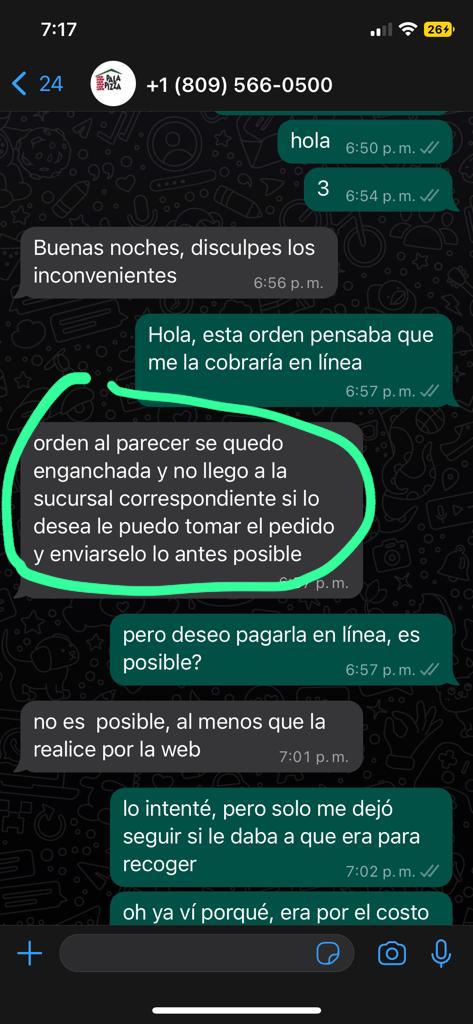 7:17
26
24
PALA PIZZA
+1 (809) 566-0500
hola
6:50 p. m.
3
6:54 p. m.
Buenas noches, disculpes los
inconvenientes
6:56 p. m.
Hola, esta orden pensaba que
me la cobraría en línea
6:57 p. m.
orden al parecer se quedo
enganchada y no llego a la
sucursal correspondiente si lo
desea le puedo tomar el pedido
y enviarselo lo antes posible
p. m.
pero deseo pagarla en línea, es
posible?
6:57 p. m.
no es posible, al menos que la
realice por la web
7:01 p. m.
lo intenté, pero solo me dejó
seguir si le daba a que era para
recoger
7:02 p. m.
oh ya ví porqué, era por el costo